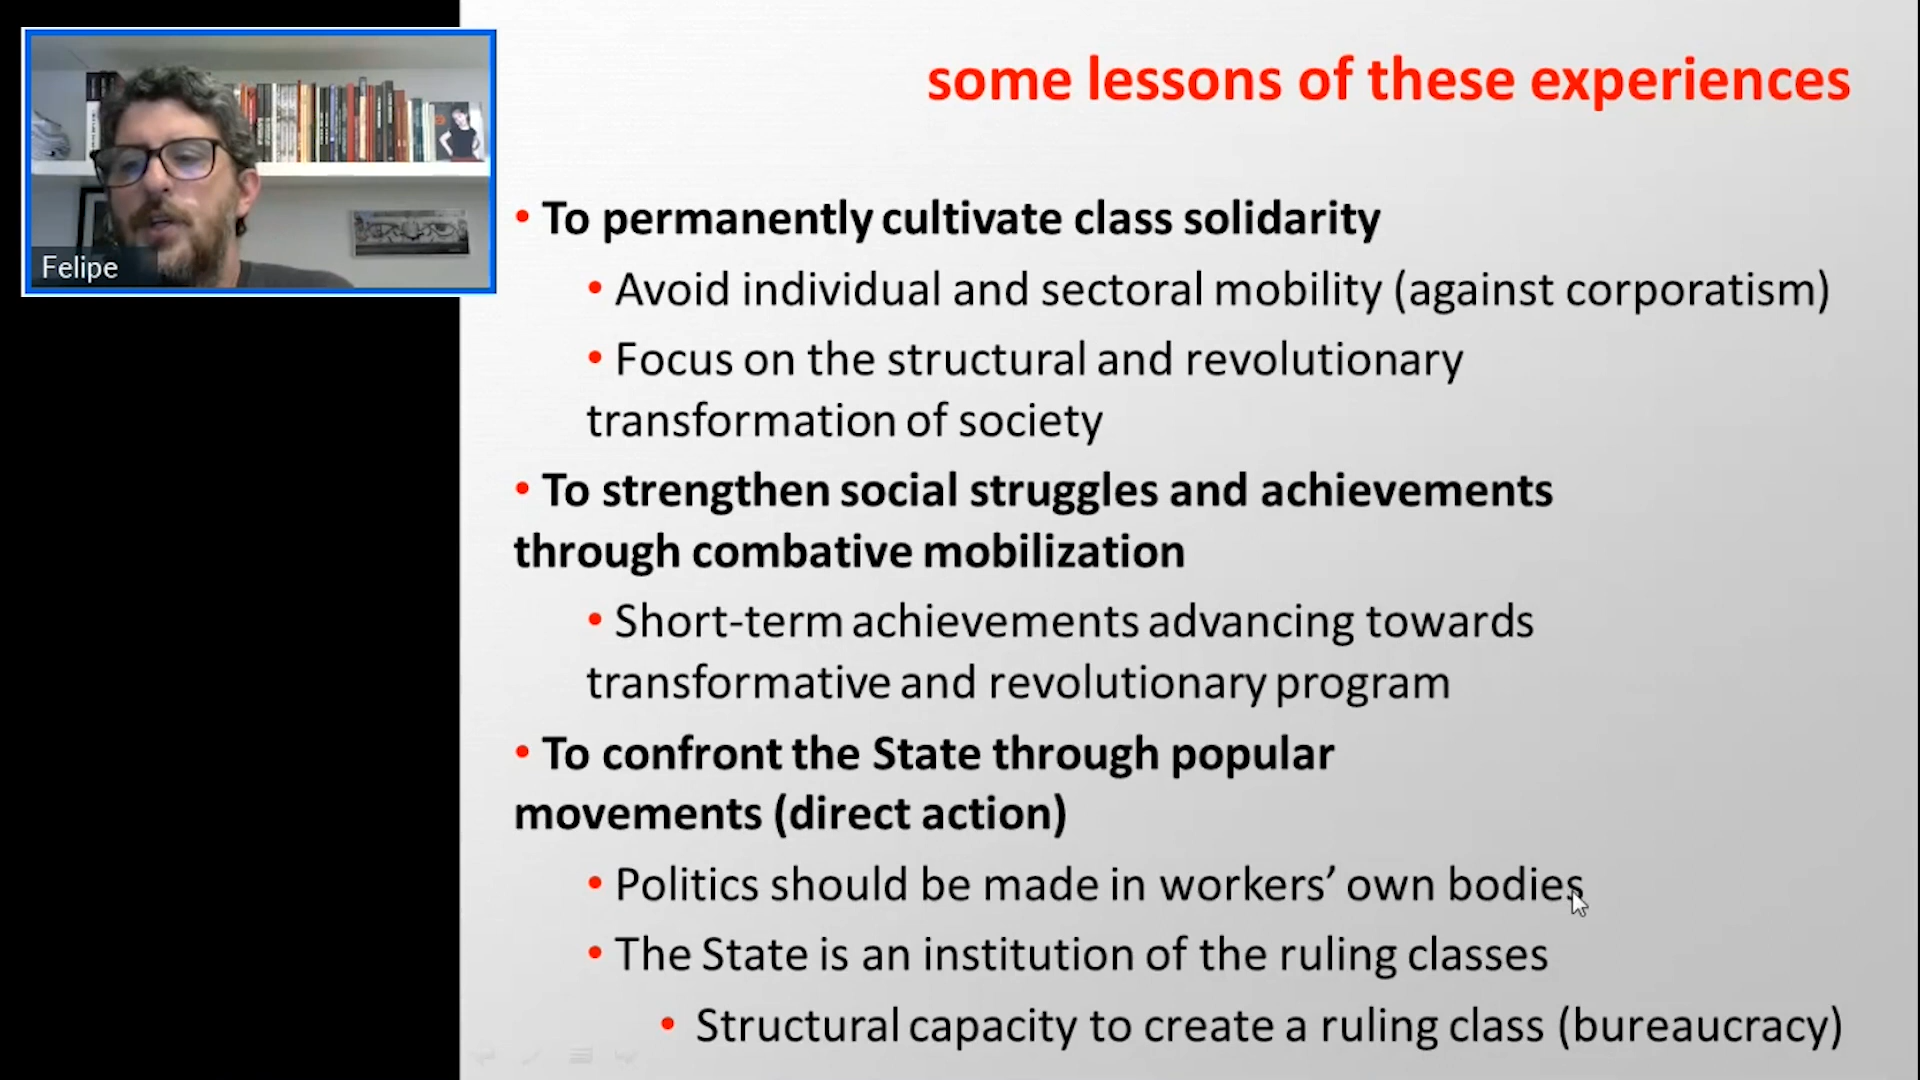 some lessons of these experiences
Felipe
• To permanently cultivate class solidarity
• Avoid individual and sectoral mobility (against corporatism)
• Focus on the structural and revolutionary
transformation of society
• To strengthen social struggles and achievements
through combative mobilization
• Short-term achievements advancing towards
transformative and revolutionary program
• To confront the State through popular
movements (direct action)
• Politics should be made in workers’ own bodies
• The State is an institution of the ruling classes
• Structural capacity to create a ruling class (bureaucracy)